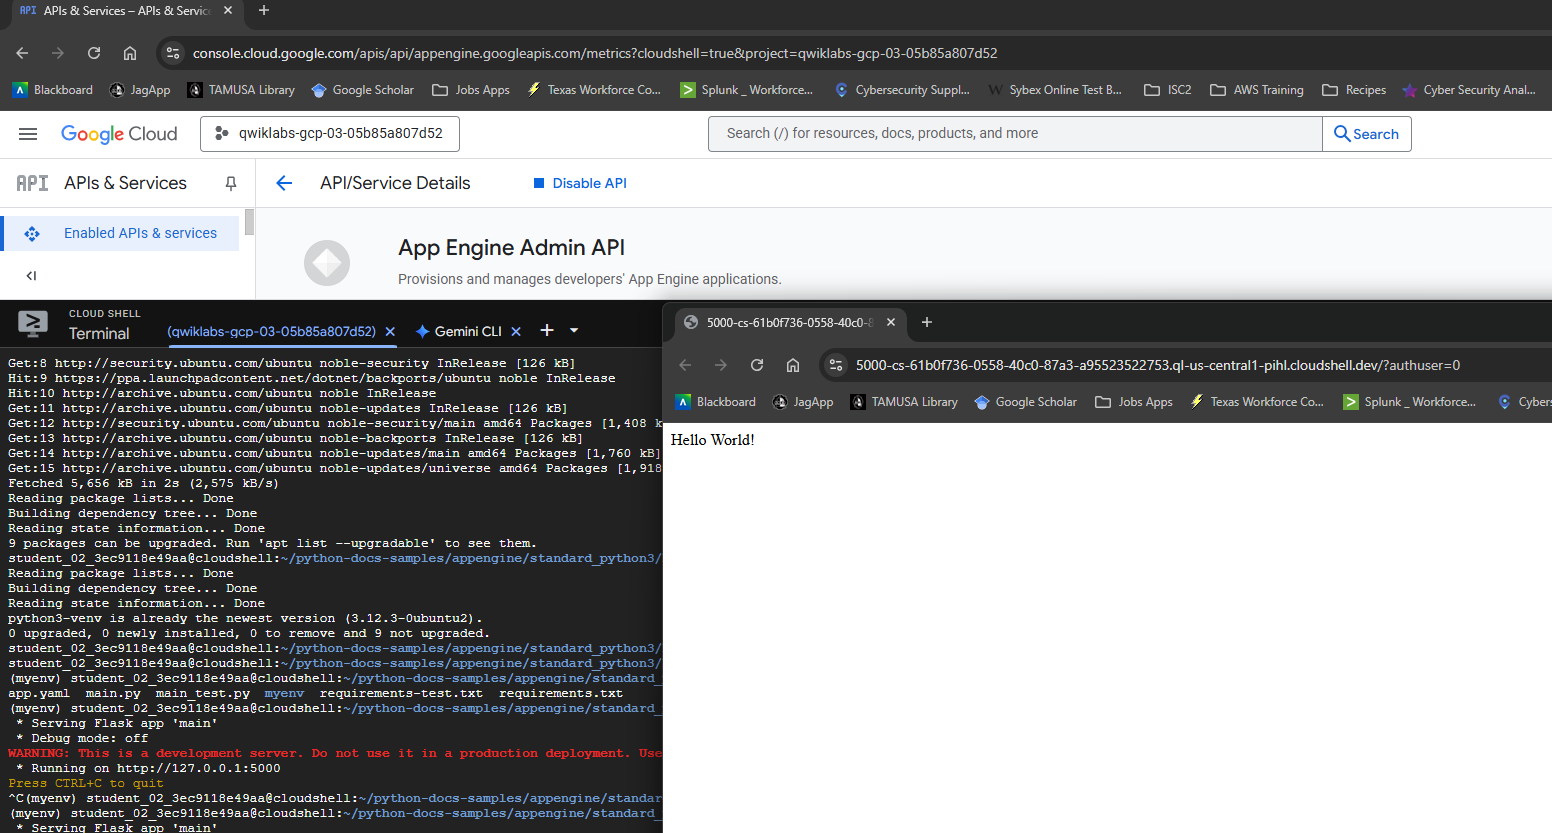 API APIs & Services – APIs & Servic
console.cloud.google.com/apis/api/appengine.googleapis.com/metrics?cloudshell=true&project=qwiklabs-gcp-03-05b85a807d52
Blackboard JagApp TAMUSA Library Google Scholar Jobs Apps Texas Workforce Co... Splunk _ Workforce... Cybersecurity Suppl... Sybex Online Test B... ISC2 AWS Training Recipes Cyber Security Anal...
Google Cloud qwiklabs-gcp-03-05b85a807d52 Search (/) for resources, docs, products, and more Search
API APIs & Services API/Service Details Disable API
Enabled APIs & services
App Engine Admin API
Provisions and manages developers' App Engine applications.
CLOUD SHELL
Terminal (qwiklabs-gcp-03-05b85a807d52) Gemini CLI
Get:8 http://security.ubuntu.com/ubuntu noble-security InRelease [126 kB]
Hit:9 https://ppa.launchpadcontent.net/dotnet/backports/ubuntu noble InRelease
Hit:10 http://archive.ubuntu.com/ubuntu noble InRelease
Get:11 http://archive.ubuntu.com/ubuntu noble-updates InRelease [126 kB]
Get:12 http://security.ubuntu.com/ubuntu noble-security/main amd64 Packages [1,408 k
Get:13 http://archive.ubuntu.com/ubuntu noble-backports InRelease [126 kB]
Get:14 http://archive.ubuntu.com/ubuntu noble-updates/main amd64 Packages [1,760 kB]
Get:15 http://archive.ubuntu.com/ubuntu noble-updates/universe amd64 Packages [1,918
Fetched 5,656 kB in 2s (2,575 kB/s)
Reading package lists... Done
Building dependency tree... Done
Reading state information... Done
9 packages can be upgraded. Run 'apt list --upgradable' to see them.
student_02_3ec9118e49aa@cloudshell:~/python-docs-samples/appengine/standard_python3/
Reading package lists... Done
Building dependency tree... Done
Reading state information... Done
python3-venv is already the newest version (3.12.3-0ubuntu2).
0 upgraded, 0 newly installed, 0 to remove and 9 not upgraded.
student_02_3ec9118e49aa@cloudshell:~/python-docs-samples/appengine/standard_python3/
student_02_3ec9118e49aa@cloudshell:~/python-docs-samples/appengine/standard_python3/
(myenv) student_02_3ec9118e49aa@cloudshell:~/python-docs-samples/appengine/standard_
app.yaml main.py main_test.py myenv requirements-test.txt requirements.txt
(myenv) student_02_3ec9118e49aa@cloudshell:~/python-docs-samples/appengine/standard_
* Serving Flask app 'main'
* Debug mode: off
WARNING: This is a development server. Do not use it in a production deployment. Use
* Running on http://127.0.0.1:5000
Press CTRL+C to quit
^C(myenv) student_02_3ec9118e49aa@cloudshell:~/python-docs-samples/appengine/standar
(myenv) student_02_3ec9118e49aa@cloudshell:~/python-docs-samples/appengine/standard_
* Serving Flask app 'main'
5000-cs-61b0f736-0558-40c0-8
5000-cs-61b0f736-0558-40c0-87a3-a95523522753.ql-us-central1-pihl.cloudshell.dev/?authuser=0
Blackboard JagApp TAMUSA Library Google Scholar Jobs Apps Texas Workforce Co... Splunk _ Workforce... Cybers
Hello World!